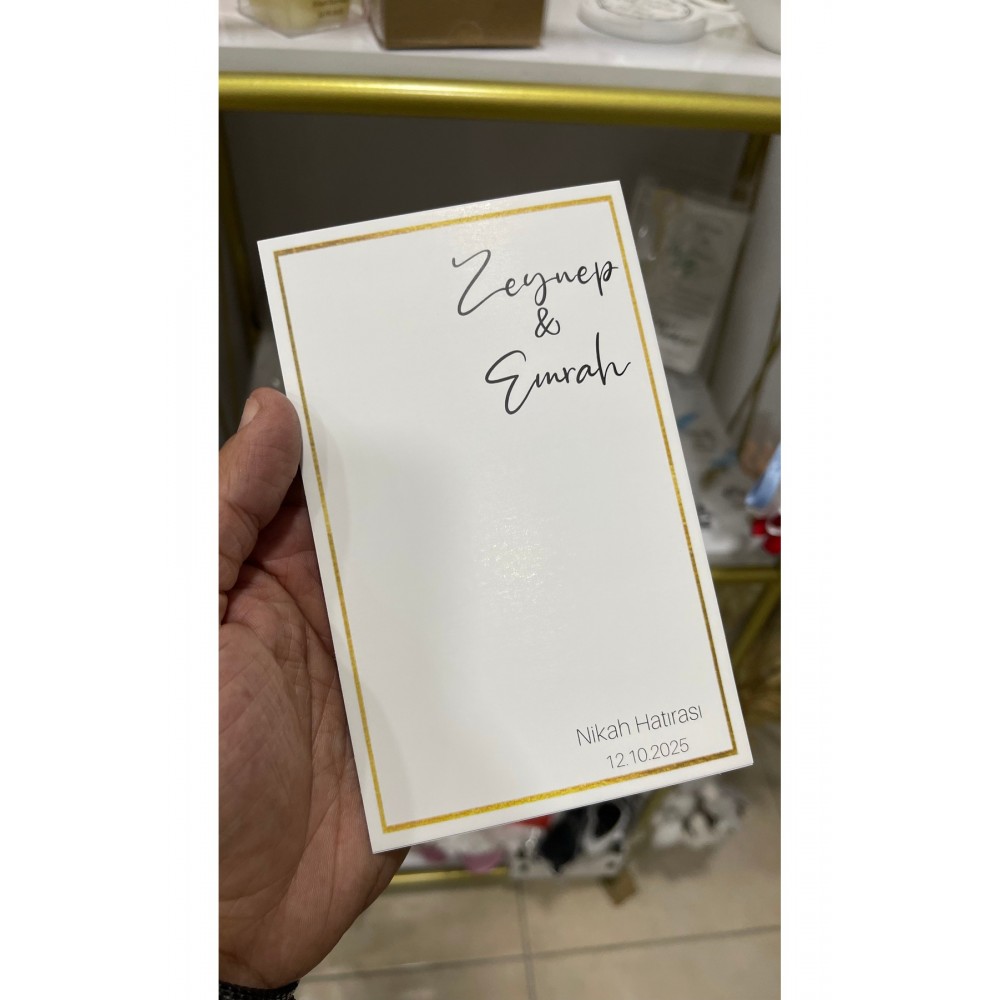 Zeynep
&
Emrah
Nikah Hatırası
12.10.2025